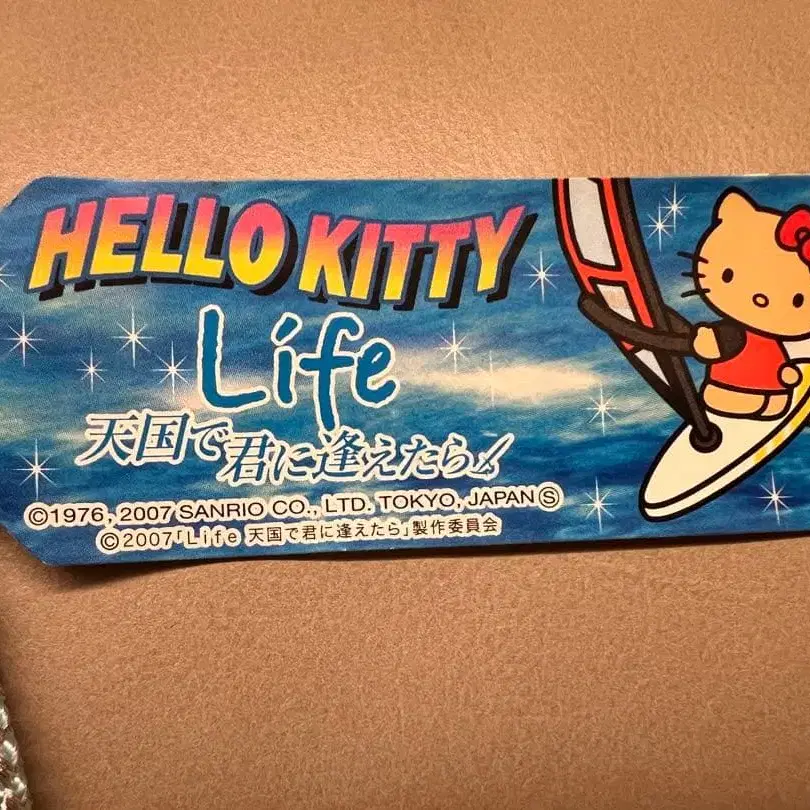 HELLO KITTY
Life
天国で君に逢えたら
©1976, 2007 SANRIO CO., LTD. TOKYO, JAPAN Ⓢ
©2007「Life 天国で君に逢えたら」製作委員会